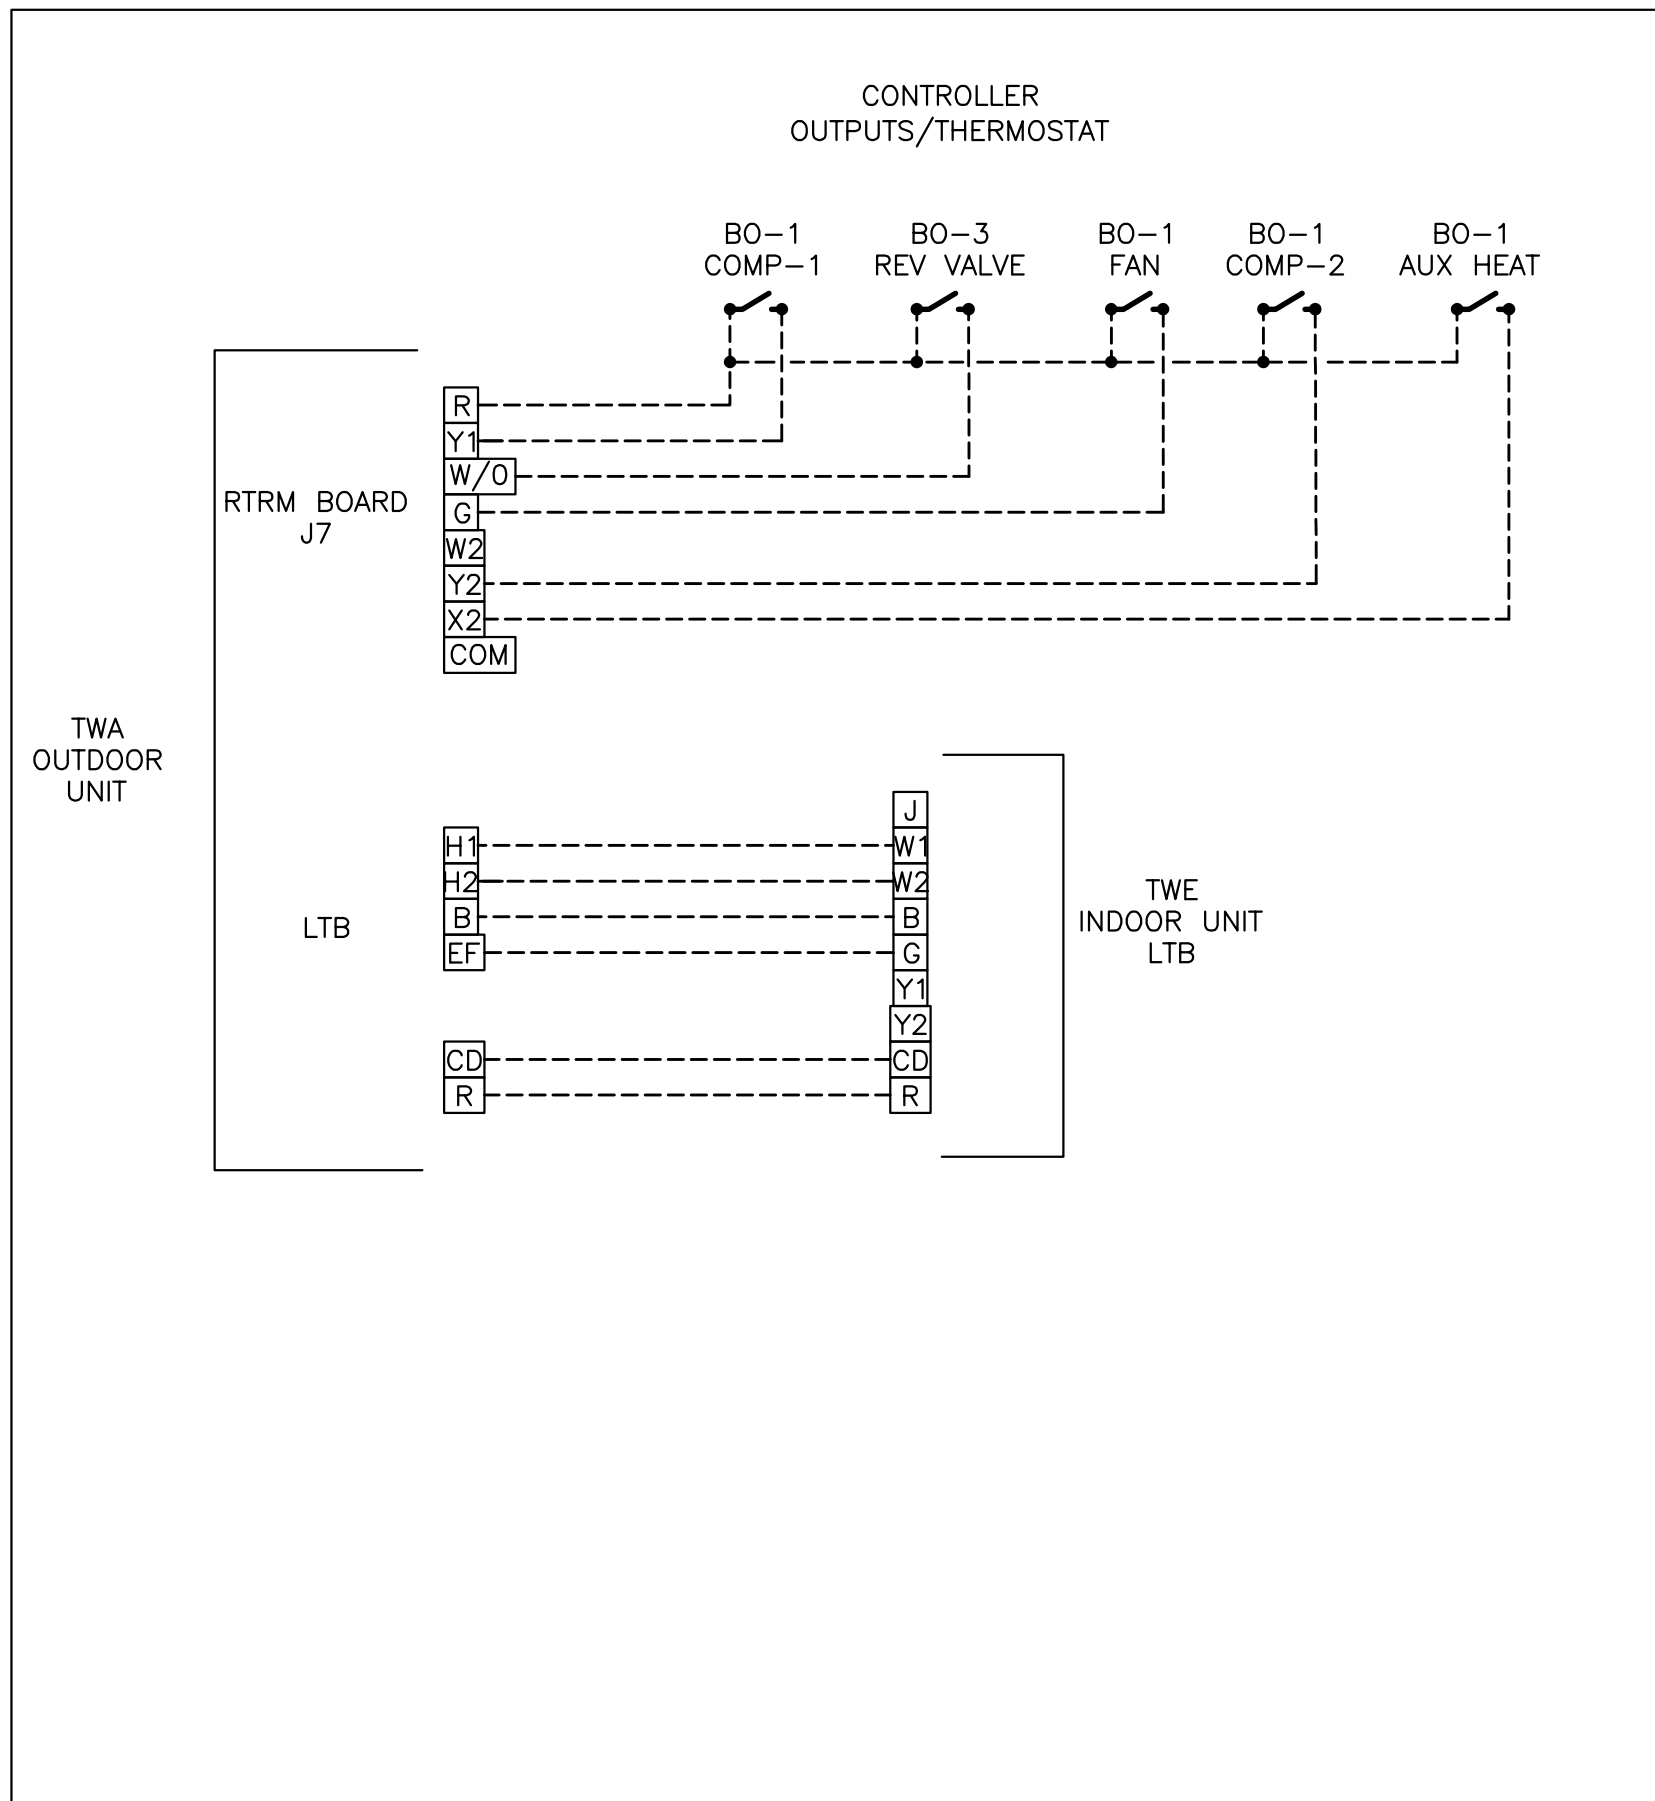 CONTROLLER
OUTPUTS/THERMOSTAT
BO-1
COMP-1
BO-3
REV VALVE
BO-1
FAN
BO-1
COMP-2
BO-1
AUX HEAT
RTRM BOARD
J7
R
Y1
W/O
G
W2
Y2
X2
COM
TWA
OUTDOOR
UNIT
LTB
H1
H2
B
EF
CD
R
J
W1
W2
B
G
Y1
Y2
CD
R
TWE
INDOOR UNIT
LTB